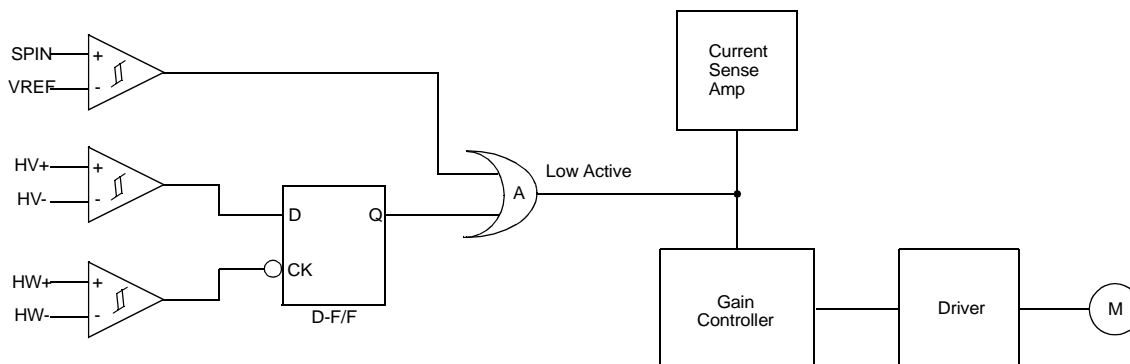 SPIN
+
VREF
-
Current
Sense
Amp
HV+
+
HV-
-
Low Active
A
D
Q
CK
HW+
+
HW-
-
D-F/F
Gain
Controller
Driver
M